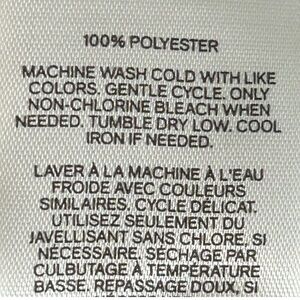 100% POLYESTER
MACHINE WASH COLD WITH LIKE
COLORS. GENTLE CYCLE. ONLY
NON-CHLORINE BLEACH WHEN
NEEDED. TUMBLE DRY LOW. COOL
IRON IF NEEDED.
LAVER À LA MACHINE À L'EAU
FROIDE AVEC COULEURS
SIMILAIRES. CYCLE DÉLICAT.
UTILISEZ SEULEMENT DU
JAVELLISANT SANS CHLORE. SI
NÉCESSAIRE. SÉCHAGE PAR
CULBUTAGE À TEMPÉRATURE
BASSE. REPASSAGE DOUX, SI